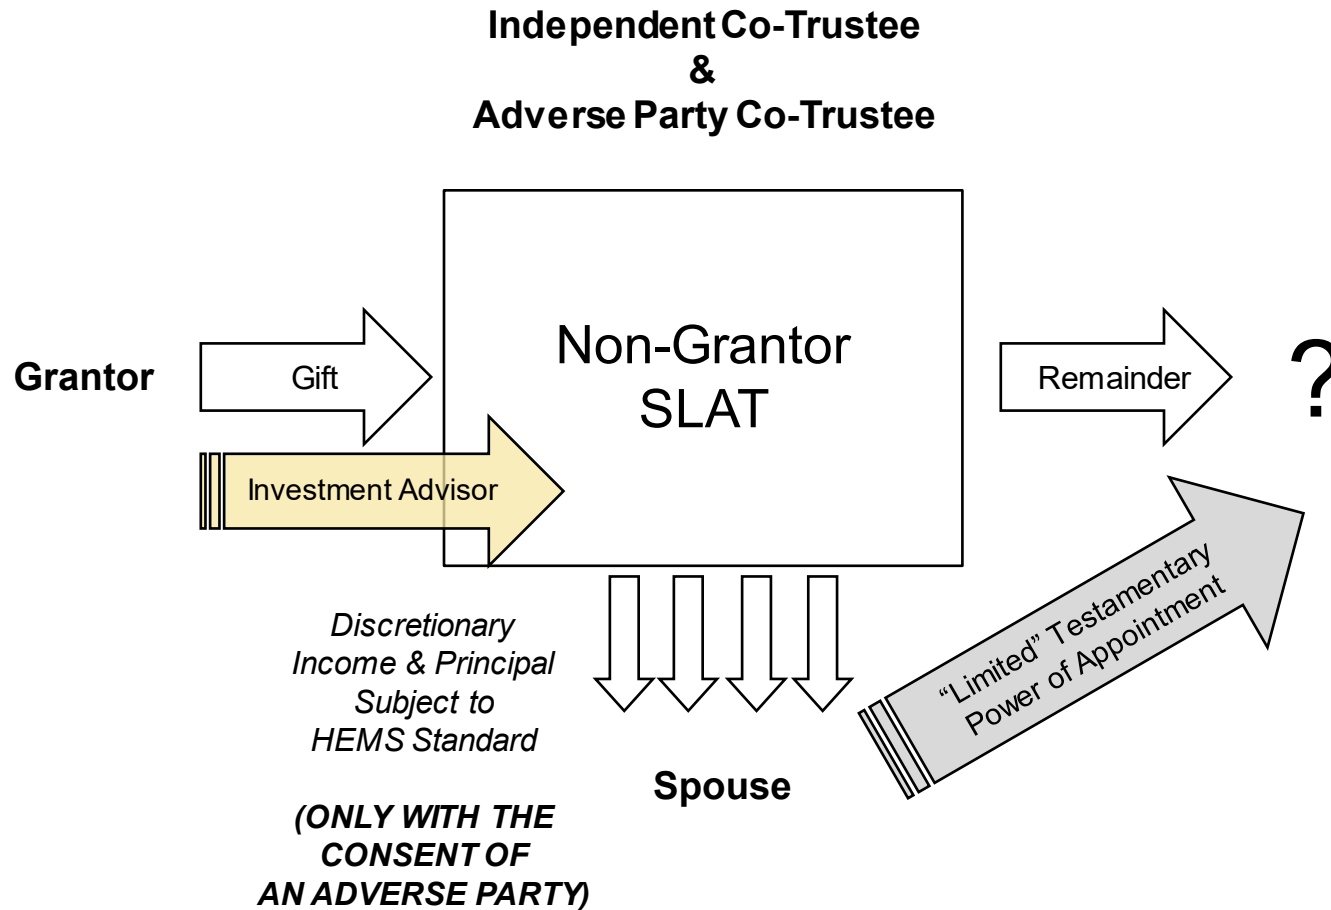 Independent Co-Trustee
&
Adverse Party Co-Trustee
Grantor
Gift
Non-Grantor
SLAT
Remainder
?
Investment Advisor
Discretionary
Income & Principal
Subject to
HEMS Standard
(ONLY WITH THE
CONSENT OF
AN ADVERSE PARTY)
Spouse
“Limited” Testamentary
Power of Appointment